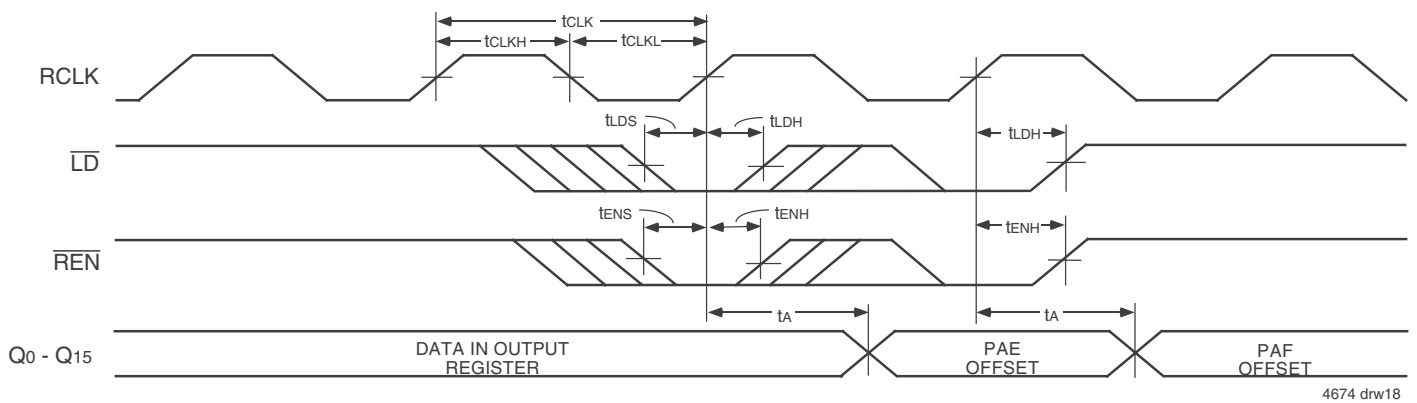 tCLK
tCLKH
tCLKL
RCLK
tLDS
tLDH
tLDH
LD
tENS
tENH
tENH
REN
tA
tA
Q0 - Q15
DATA IN OUTPUT
REGISTER
PAE
OFFSET
PAF
OFFSET
4674 drw18